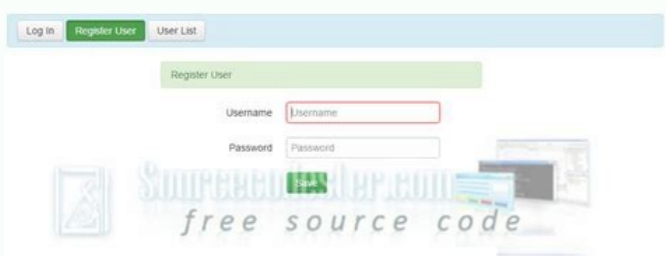 Log In Register User User List
Register User
Username Username
Password Password
Save
Sourcecodester.com
free source code